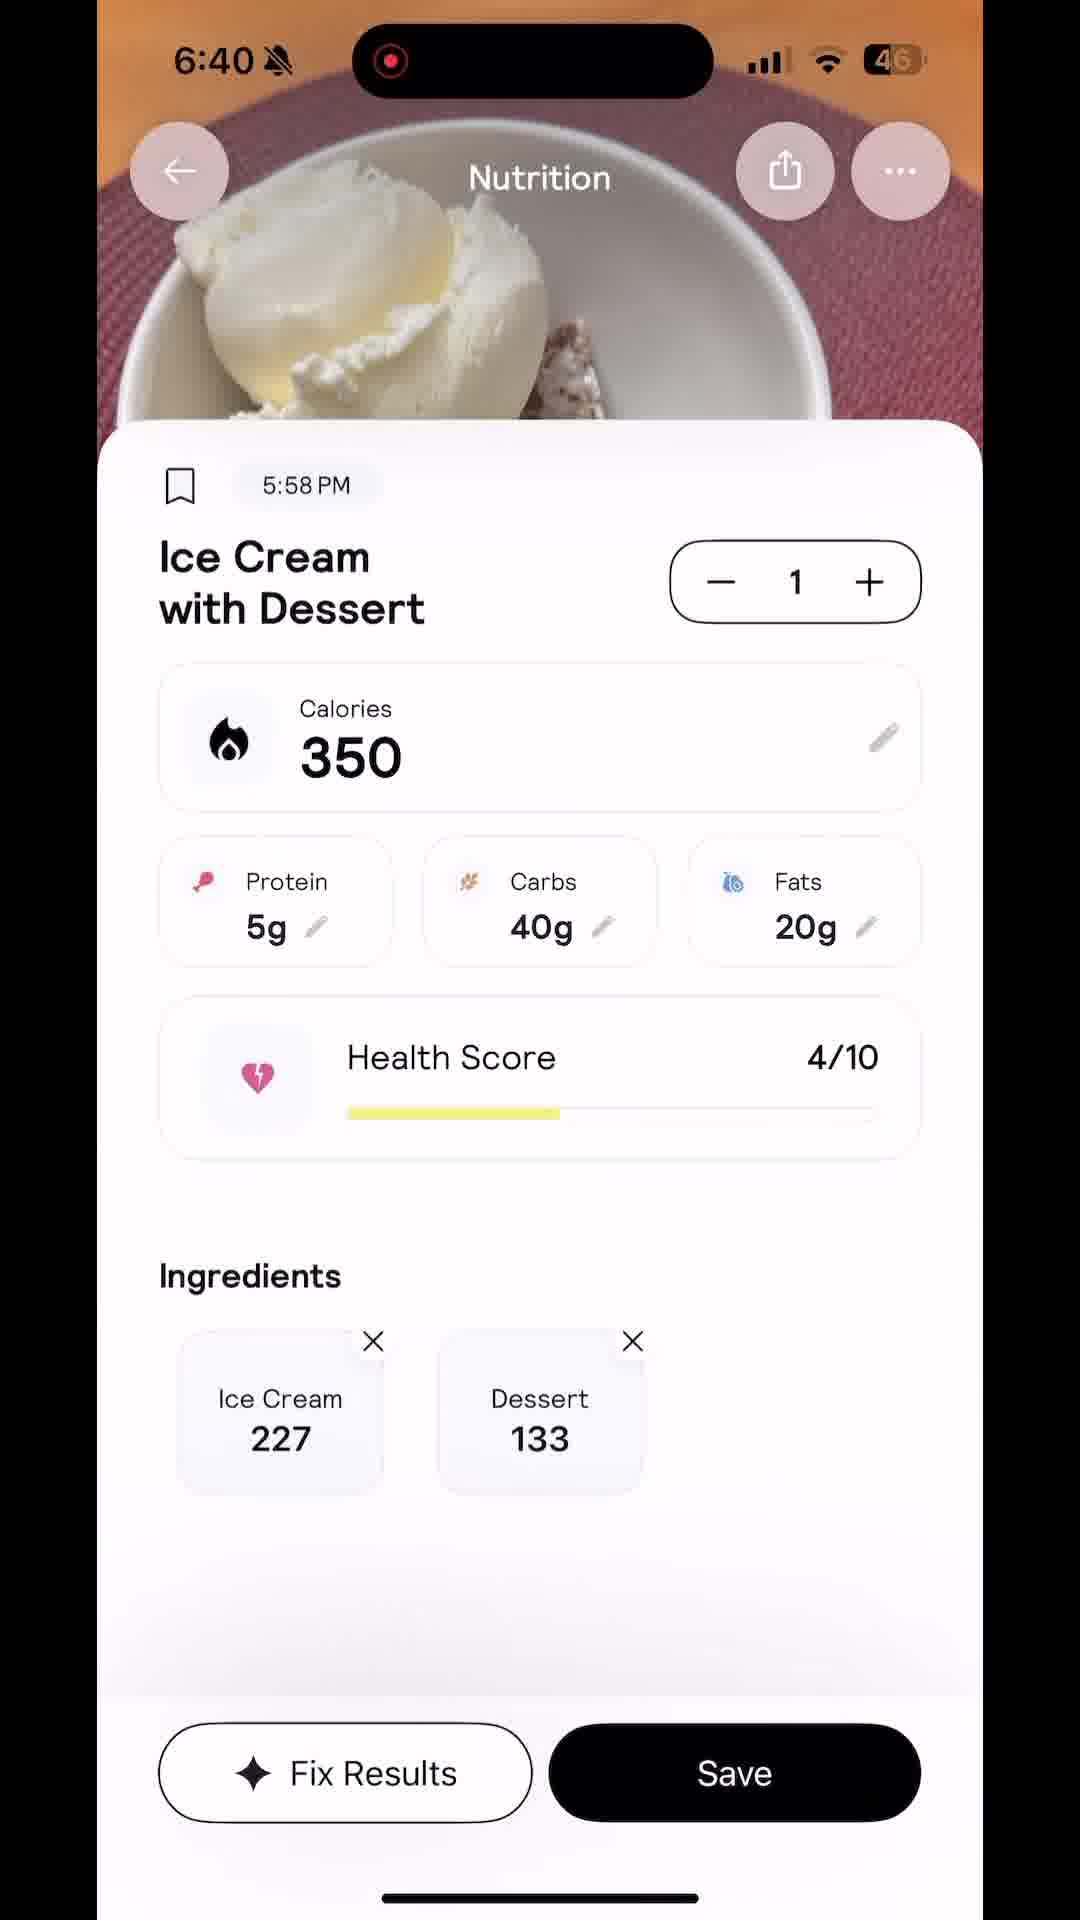 6:40 46
Nutrition
5:58 PM
Ice Cream
with Dessert
1
Calories
350
Protein
5g
Carbs
40g
Fats
20g
Health Score 4/10
Ingredients
Ice Cream
227
Dessert
133
Fix Results
Save